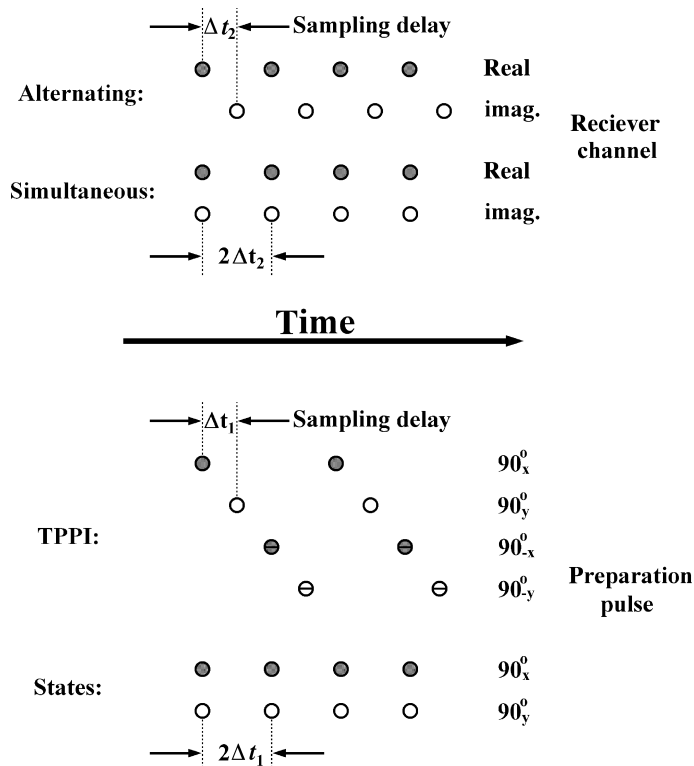 Δt₂ Sampling delay
Real
Alternating:
imag.
Reciever
channel
Real
Simultaneous:
imag.
2Δt₂
Time
Δt₁ Sampling delay
90°x
90°y
TPPI:
90°-x
Preparation
pulse
90°-y
90°x
States:
90°y
2Δt₁